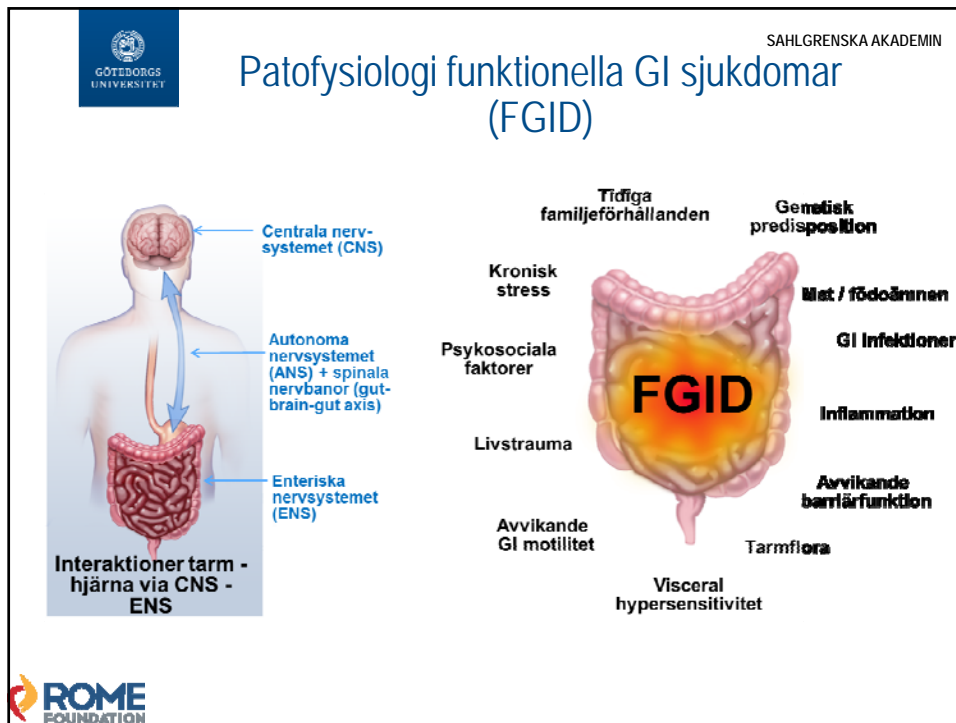 SAHLGRENSKA AKADEMIN
GÖTEBORGS
UNIVERSITET
Patofysiologi funktionella GI sjukdomar
(FGID)
Centrala nerv-
systemet (CNS)
Autonoma
nervsystemet
(ANS) + spinala
nervbanor (gut-
brain-gut axis)
Enteriska
nervsystemet
(ENS)
Interaktioner tarm -
hjärna via CNS -
ENS
Tidiga
familjeförhållanden
Genetisk
predisposition
Kronisk
stress
Mat / födoämnen
GI infektioner
Psykosociala
faktorer
FGID
Inflammation
Livstrauma
Avvikande
barriärfunktion
Avvikande
GI motilitet
Tarmflora
Visceral
hypersensitivitet
ROME
FOUNDATION